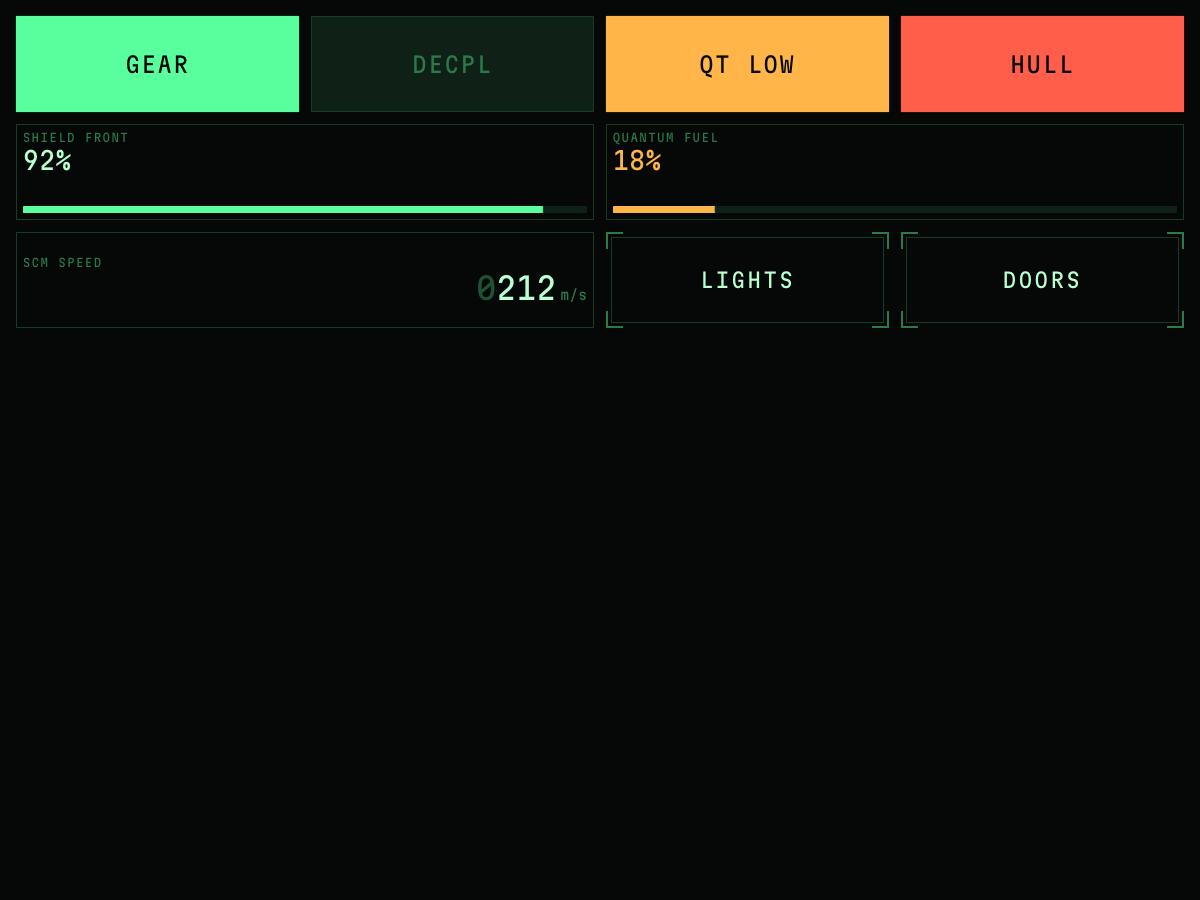 GEAR
DECPL
QT LOW
HULL
SHIELD FRONT
92%
QUANTUM FUEL
18%
SCM SPEED
0212 m/s
LIGHTS
DOORS